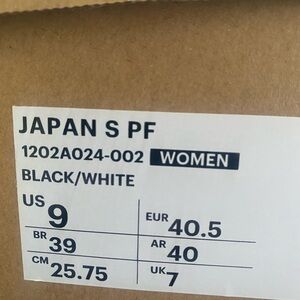 JAPAN S PF
1202A024-002 WOMEN
BLACK/WHITE
US 9 EUR 40.5
BR 39 AR 40
CM 25.75 UK 7